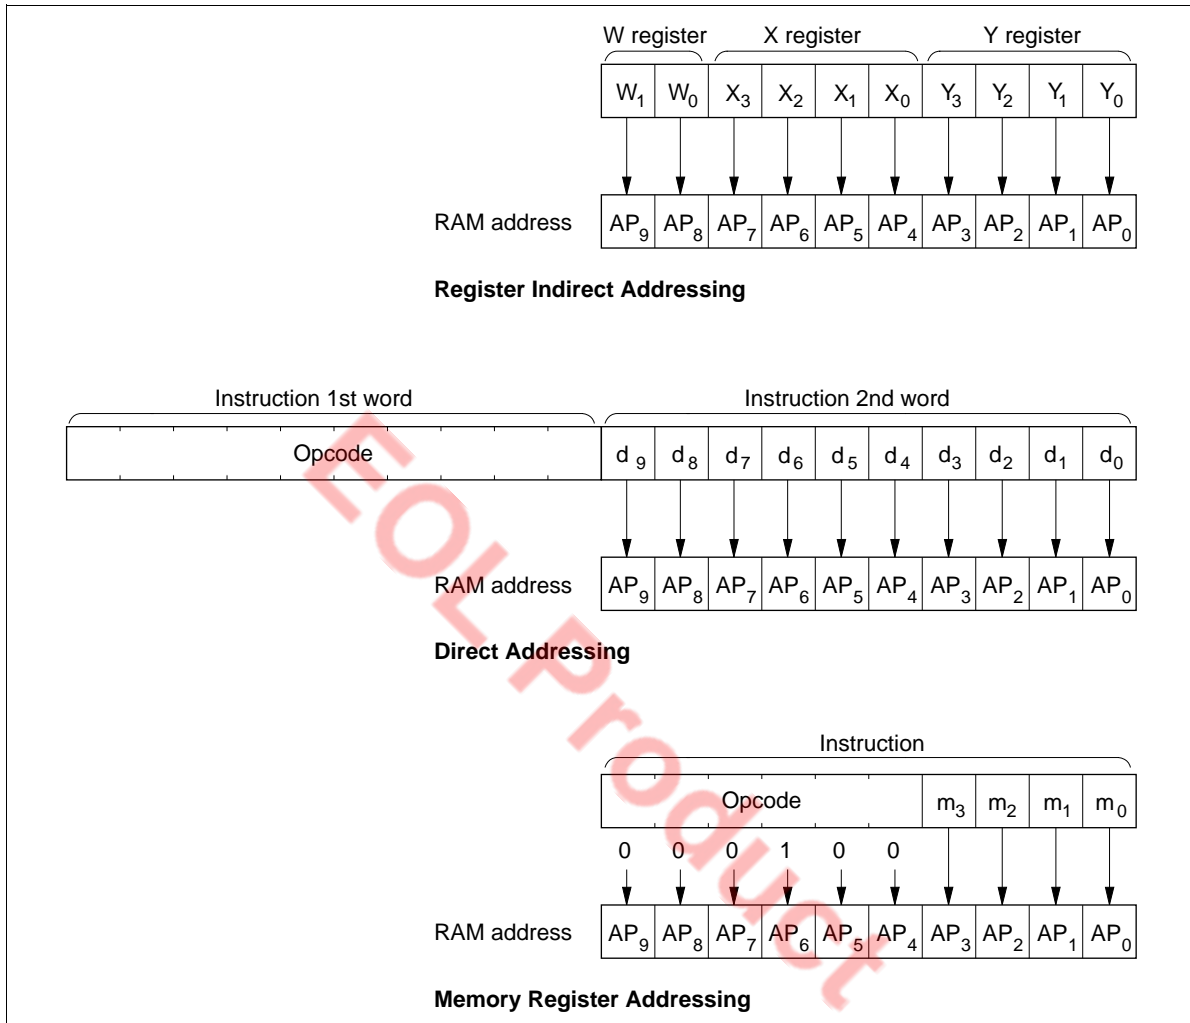 W register X register Y register
W1 W0 X3 X2 X1 X0 Y3 Y2 Y1 Y0
RAM address AP9 AP8 AP7 AP6 AP5 AP4 AP3 AP2 AP1 AP0
Register Indirect Addressing
Instruction 1st word Instruction 2nd word
Opcode d9 d8 d7 d6 d5 d4 d3 d2 d1 d0
RAM address AP9 AP8 AP7 AP6 AP5 AP4 AP3 AP2 AP1 AP0
Direct Addressing
Instruction
Opcode m3 m2 m1 m0
0 0 0 1 0 0
RAM address AP9 AP8 AP7 AP6 AP5 AP4 AP3 AP2 AP1 AP0
Memory Register Addressing
EOL Product